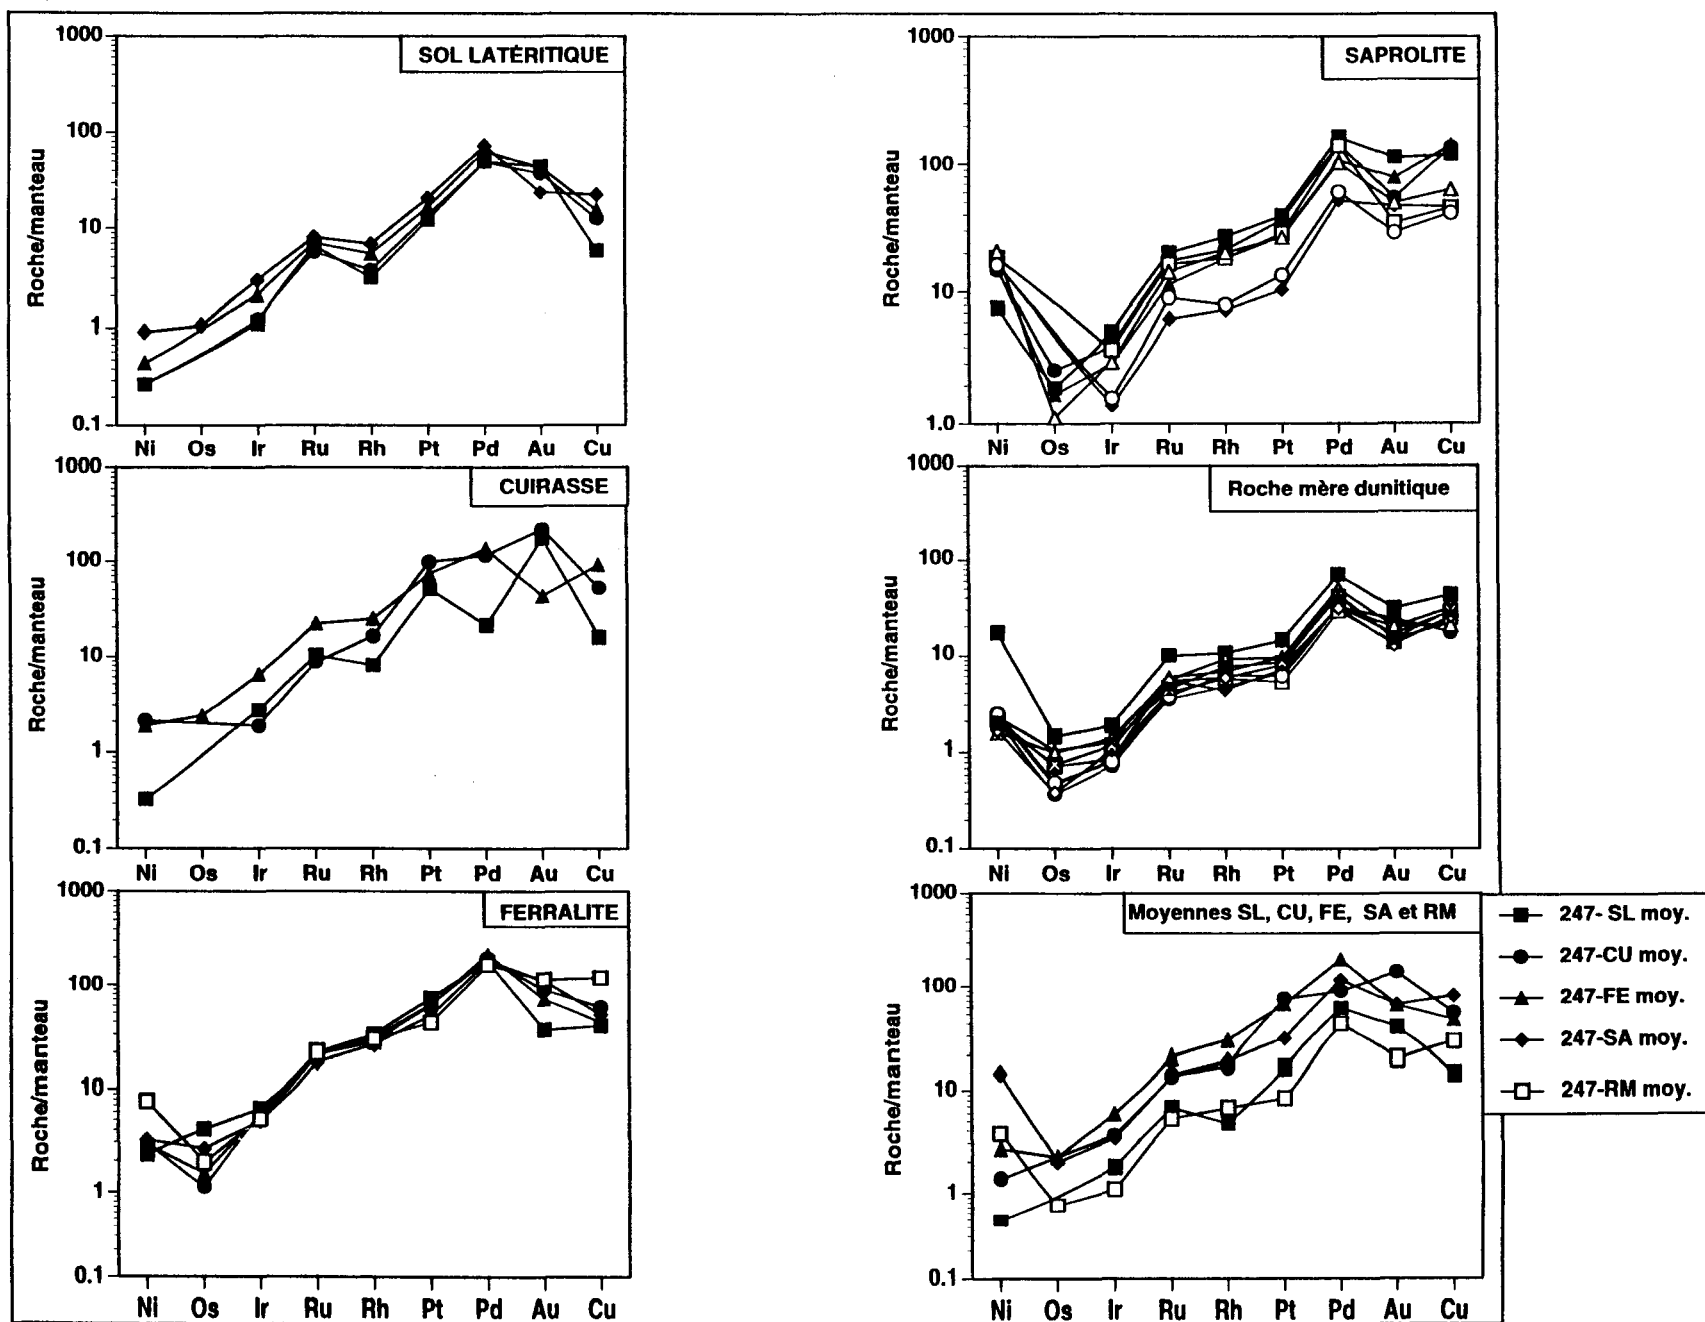 SOL LATÉRITIQUE
Roche/manteau
1000
100
10
1
0.1
Ni Os Ir Ru Rh Pt Pd Au Cu
SAPROLITE
Roche/manteau
1000
100
10
1.0
Ni Os Ir Ru Rh Pt Pd Au Cu
CUIRASSE
Roche/manteau
1000
100
10
1
0.1
Ni Os Ir Ru Rh Pt Pd Au Cu
Roche mère dunitique
Roche/manteau
1000
100
10
1
0.1
Ni Os Ir Ru Rh Pt Pd Au Cu
FERRALITE
Roche/manteau
1000
100
10
1
0.1
Ni Os Ir Ru Rh Pt Pd Au Cu
Moyennes SL, CU, FE, SA et RM
Roche/manteau
1000
100
10
1
0.1
Ni Os Ir Ru Rh Pt Pd Au Cu
247- SL moy.
247-CU moy.
247-FE moy.
247-SA moy.
247-RM moy.